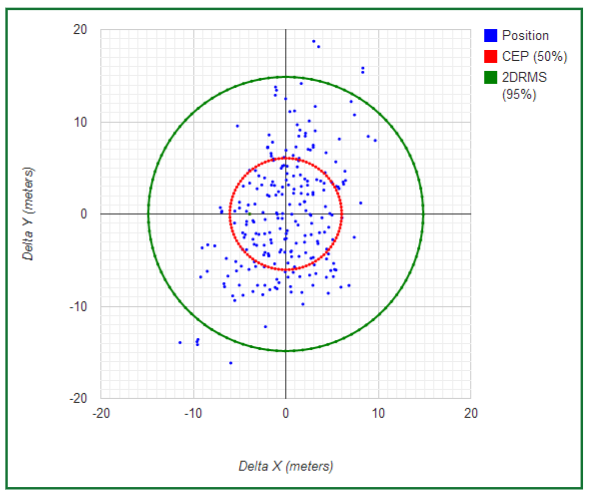 20
10
0
-10
-20
-20
-10
0
10
20
Delta Y (meters)
Delta X (meters)
Position
CEP (50%)
2DRMS
(95%)